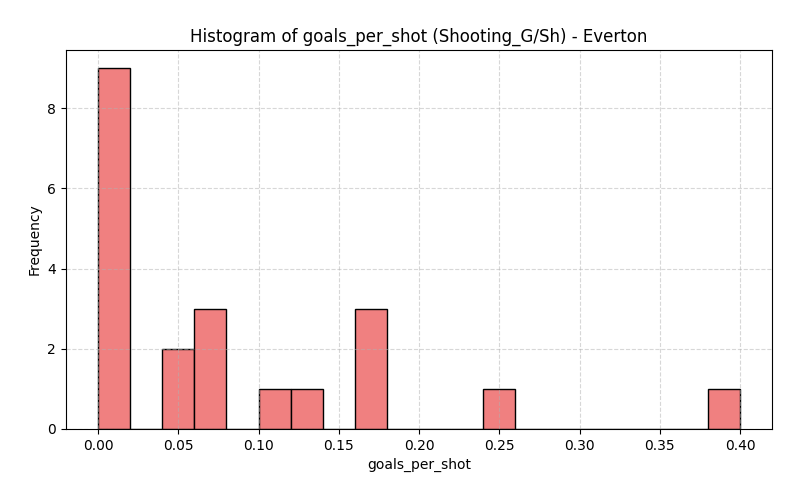 Histogram of goals_per_shot (Shooting_G/Sh) - Everton
Frequency
8
6
4
2
0
0.00 0.05 0.10 0.15 0.20 0.25 0.30 0.35 0.40
goals_per_shot